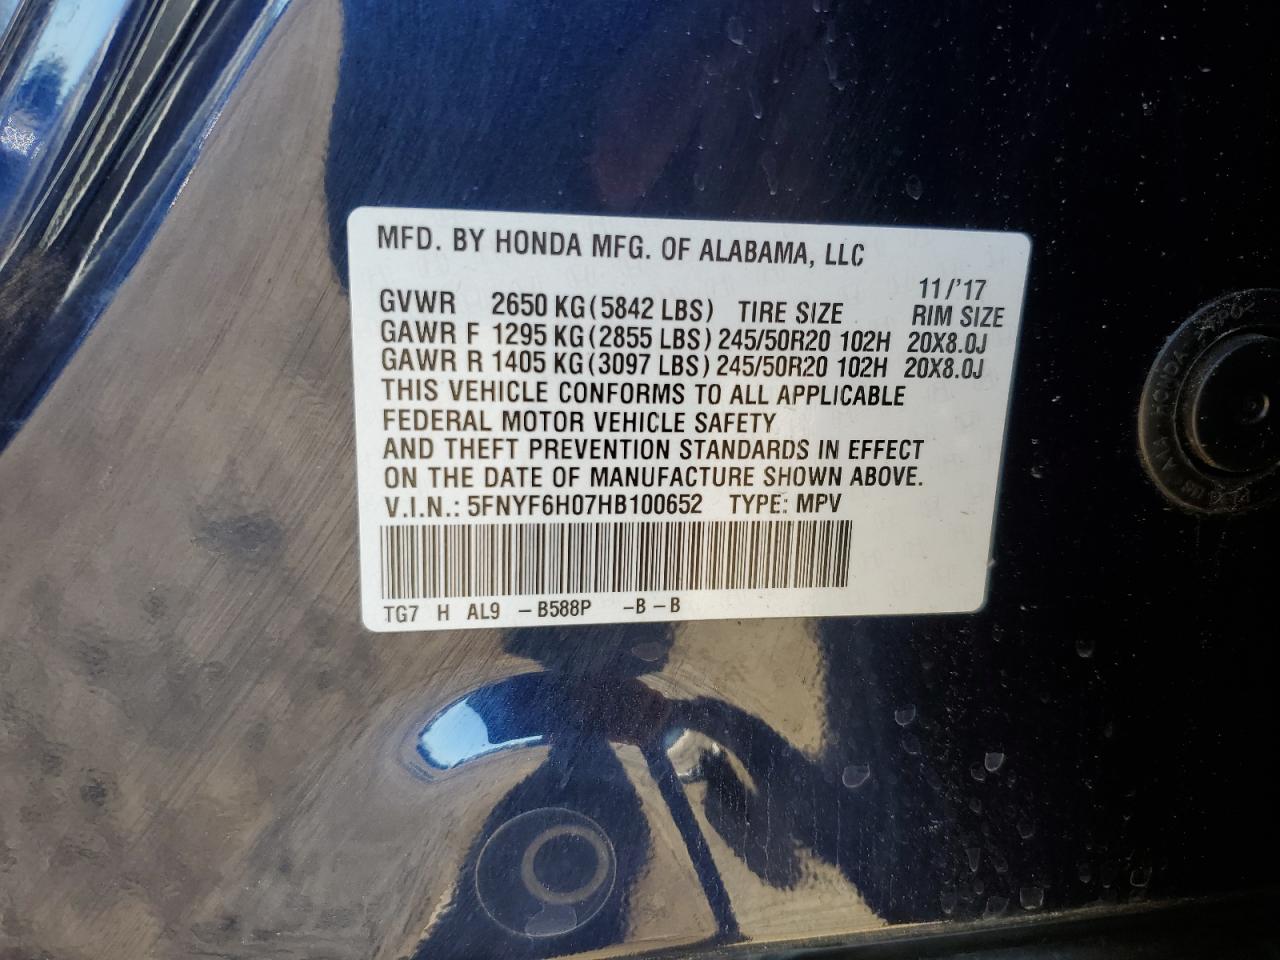 MFD. BY HONDA MFG. OF ALABAMA, LLC
11/'17
GVWR 2650 KG (5842 LBS) TIRE SIZE RIM SIZE
GAWR F 1295 KG (2855 LBS) 245/50R20 102H 20X8.0J
GAWR R 1405 KG (3097 LBS) 245/50R20 102H 20X8.0J
THIS VEHICLE CONFORMS TO ALL APPLICABLE
FEDERAL MOTOR VEHICLE SAFETY
AND THEFT PREVENTION STANDARDS IN EFFECT
ON THE DATE OF MANUFACTURE SHOWN ABOVE.
V.I.N.: 5FNYF6H07HB100652 TYPE: MPV
TG7 H AL9 - B588P - B - B
HONDA